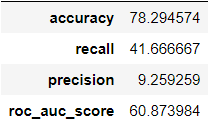 accuracy 78.294574
recall 41.666667
precision 9.259259
roc_auc_score 60.873984